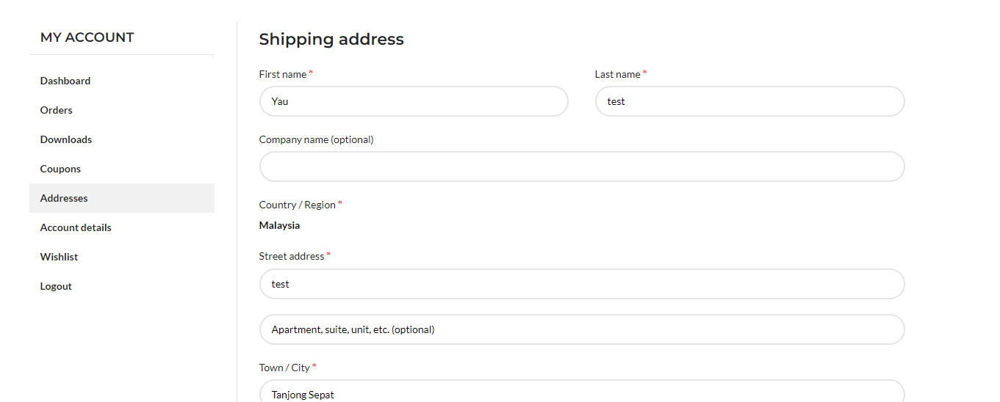 MY ACCOUNT
Dashboard
Orders
Downloads
Coupons
Addresses
Account details
Wishlist
Logout
Shipping address
First name *
Last name *
Yau
test
Company name (optional)
Country / Region *
Malaysia
Street address *
test
Apartment, suite, unit, etc. (optional)
Town / City *
Tanjong Sepat